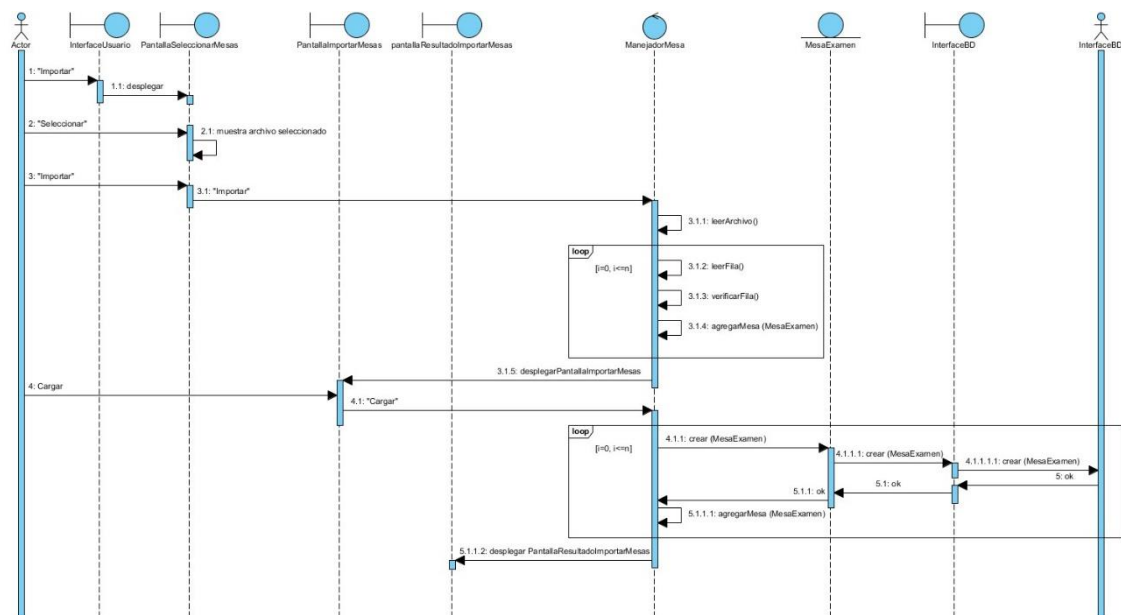 Actor
InterfaceUsuario
PantallaSeleccionarMesas
PantallaImportarMesas
pantallaResultadoImportarMesas
ManejadorMesa
MesaExamen
InterfaceBD
InterfaceBD
1: "Importar"
1.1: desplegar
2: "Seleccionar"
2.1: muestra archivo seleccionado
3: "Importar"
3.1: "Importar"
3.1.1: leerArchivo()
loop
[i=0, i<=n]
3.1.2: leerFila()
3.1.3: verificarFila()
3.1.4: agregarMesa (MesaExamen)
3.1.5: desplegarPantallaImportarMesas
4: Cargar
4.1: "Cargar"
loop
[i=0, i<=n]
4.1.1: crear (MesaExamen)
4.1.1.1: crear (MesaExamen)
4.1.1.1.1: crear (MesaExamen)
5: ok
5.1: ok
5.1.1: ok
5.1.1.1: agregarMesa (MesaExamen)
5.1.1.2: desplegar PantallaResultadoImportarMesas